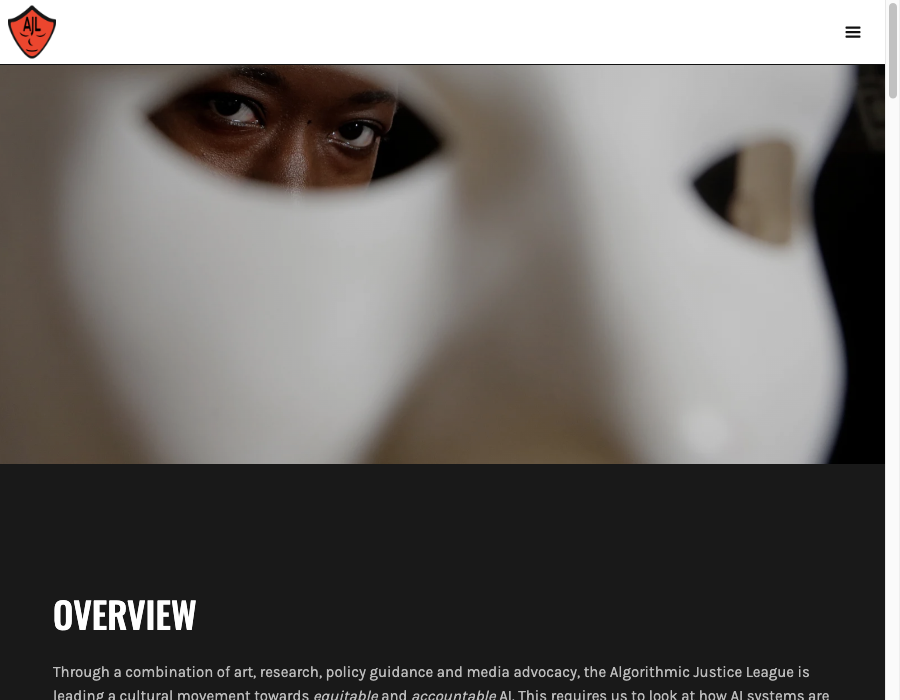 AJL
OVERVIEW
Through a combination of art, research, policy guidance and media advocacy, the Algorithmic Justice League is
leading a cultural movement towards equitable and accountable AI. This requires us to look at how AI systems are